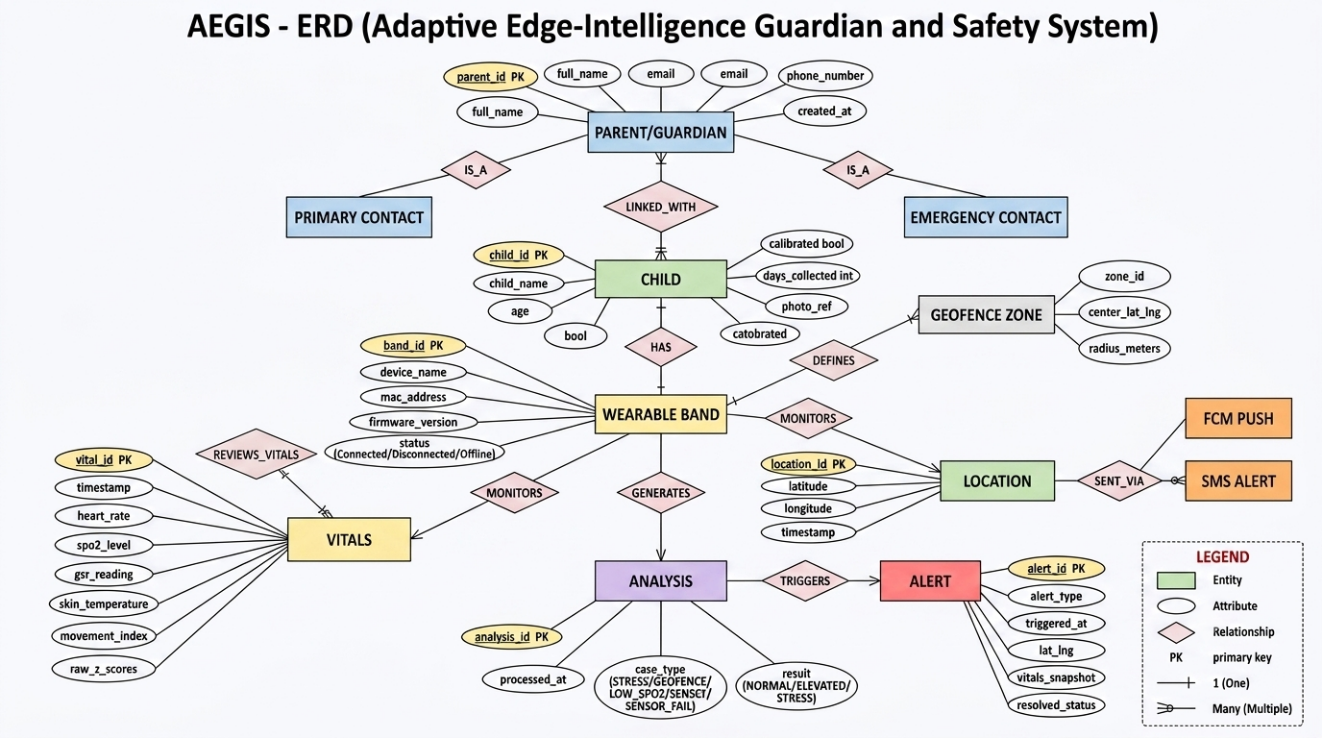 AEGIS - ERD (Adaptive Edge-Intelligence Guardian and Safety System)
parent_id PK
full_name
email
email
phone_number
full_name
created_at
PARENT/GUARDIAN
IS_A
IS_A
PRIMARY CONTACT
LINKED_WITH
EMERGENCY CONTACT
child_id PK
child_name
age
bool
CHILD
calibrated bool
days_collected int
photo_ref
catobrated
GEOFENCE ZONE
zone_id
center_lat_lng
radius_meters
HAS
DEFINES
band_id PK
device_name
mac_address
firmware_version
status
(Connected/Disconnected/Offline)
WEARABLE BAND
MONITORS
FCM PUSH
REVIEWS_VITALS
vital_id PK
timestamp
heart_rate
spo2_level
gsr_reading
skin_temperature
movement_index
raw_z_scores
VITALS
MONITORS
GENERATES
location_id PK
latitude
longitude
timestamp
LOCATION
SENT_VIA
SMS ALERT
ANALYSIS
TRIGGERS
ALERT
alert_id PK
alert_type
triggered_at
lat_lng
vitals_snapshot
resolved_status
analysis_id PK
processed_at
case_type
(STRESS/GEOFENCE/
LOW_SPO2/SENSET/
SENSOR_FAIL)
resuit
(NORMAL/ELEVATED/
STRESS)
LEGEND
Entity
Attribute
Relationship
PK primary key
1 (One)
Many (Multiple)